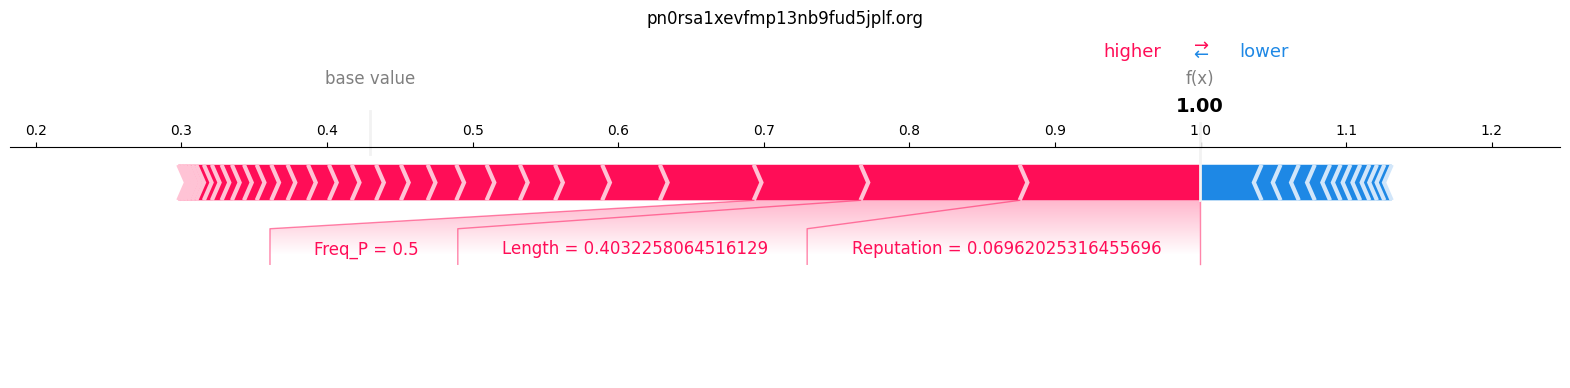 pn0rsa1xevfmp13nb9fud5jplf.org
higher ⇄ lower
base value f(x)
1.00
0.2 0.3 0.4 0.5 0.6 0.7 0.8 0.9 1.0 1.1 1.2
Freq_P = 0.5 Length = 0.4032258064516129 Reputation = 0.06962025316455696